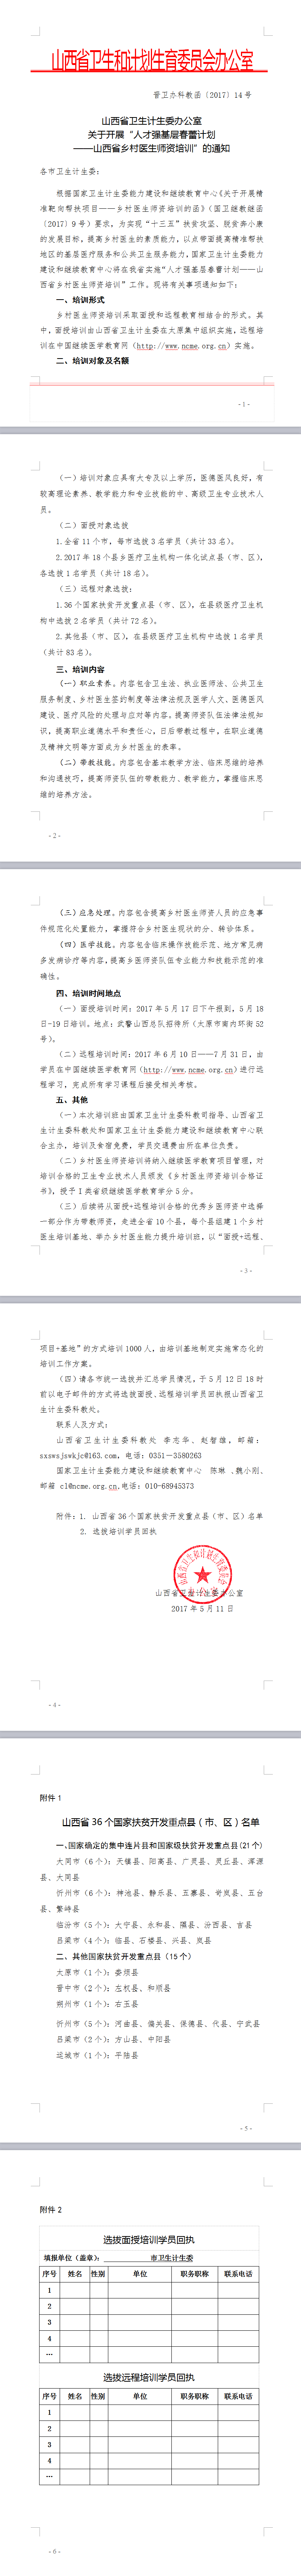 山西省卫生和计划生育委员会办公室
晋卫办科教函〔2017〕14号
山西省卫生计生委办公室
关于开展“人才强基层春蕾计划
——山西省乡村医生师资培训”的通知
各市卫生计生委：
根据国家卫生计生委能力建设和继续教育中心《关于开展精
准靶向帮扶项目——乡村医生师资培训的函》（国卫继教继函
〔2017〕9号）要求，为实现“十三五”扶贫攻坚、脱贫奔小康
的发展目标，提高乡村医生的素质能力，以点带面提高精准帮扶
地区的基层医疗服务和公共卫生服务能力，国家卫生计生委能力
建设和继续教育中心将在我省实施“人才强基层春蕾计划——山
西省乡村医生师资培训”工作。现将有关事项通知如下：
一、培训形式
乡村医生师资培训采取面授和远程教育相结合的形式。其
中，面授培训由山西省卫生计生委在太原集中组织实施，远程培
训在中国继续医学教育网（http://www.ncme.org.cn）实施。
二、培训对象及名额
-1-
（一）培训对象应具有大专及以上学历，医德医风良好，有
较高理论素养、教学能力和专业技能的中、高级卫生专业技术人
员。
（二）面授对象选拔
1.全省11个市，每市选拔3名学员（共计33名）。
2.2017年18个县乡医疗卫生机构一体化试点县（市、区），
各选拔1名学员（共计18名）。
（三）远程对象选拔：
1.36个国家扶贫开发重点县（市、区），在县级医疗卫生机
构中选拔2名学员（共计72名）。
2.其他县（市、区），在县级医疗卫生机构中选拔1名学员
（共计83名）。
三、培训内容
（一）职业素养。内容包含卫生法、执业医师法、公共卫生
服务制度、乡村医生签约制度等法律法规及医学人文、医德医风
建设、医疗风险的处理与应对等内容，提高师资队伍法律法规知
识，提高职业道德水平和责任心，日后带教过程中，在职业道德
及精神文明等方面成为乡村医生的表率。
（二）带教技能。内容包含基本教学方法、临床思维的培养
和沟通技巧，提高师资队伍的带教能力、教学能力，掌握临床思
维的培养方法。
-2-
（三）应急处理。内容包含提高乡村医生师资人员的应急事
件规范化处置能力，掌握符合乡村医生现状的分、转诊体系。
（四）医学技能。内容包含临床操作技能示范、地方常见病
多发病诊疗等内容，提高乡医师资队伍专业能力和技能示范的准
确性。
四、培训时间地点
（一）面授培训时间：2017年5月17日下午报到，5月18
日-19日培训。地点：武警山西总队招待所（太原市南内环街52
号）。
（二）远程培训时间：2017年6月10日——7月31日，由
学员在中国继续医学教育网（http://www.ncme.org.cn）进行远
程学习，完成所有学习课程后接受相关考核。
五、其他
（一）本次培训班由国家卫生计生委科教司指导、山西省卫
生计生委科教处和国家卫生计生委能力建设和继续教育中心联
合主办，培训及食宿免费，学员交通费由所在单位负责。
（二）乡村医生师资培训将纳入继续医学教育项目管理，对
培训合格的卫生专业技术人员颁发《乡村医生师资培训合格证
书》，授予Ⅰ类省级继续医学教育学分5分。
（三）后续将从面授+远程培训合格的优秀乡医师资中选择
一部分作为带教师资，走进全省10个县，每个县组建1个乡村
医生培训基地、举办乡村医生能力提升培训班，以“面授+远程、
-3-
项目+基地”的方式培训1000人，由培训基地制定实施常态化的
培训工作方案。
（四）请各市统一选拔并汇总学员情况，于5月12日18时
前以电子邮件的方式将选拔面授、远程培训学员回执报山西省卫
生计生委科教处。
联系人及方式：
山西省卫生计生委科教处 李志华、赵智雄，邮箱：
sxswsjswkjc@163.com，电话：0351-3580263
国家卫生计生委能力建设和继续教育中心 陈琳、魏小刚、
邮箱 cl@ncme.org.cn,电话：010-68945373
附件：1. 山西省36个国家扶贫开发重点县（市、区）名单
2. 选拔培训学员回执
山西省卫生计生委办公室
2017年5月11日
-4-
附件1
山西省36个国家扶贫开发重点县（市、区）名单
一、国家确定的集中连片县和国家级扶贫开发重点县(21个)
大同市（6个）：天镇县、阳高县、广灵县、灵丘县、浑源
县、大同县
忻州市（6个）：神池县、静乐县、五寨县、岢岚县、五台
县、繁峙县
临汾市（5个）：大宁县、永和县、隰县、汾西县、吉县
吕梁市（4个）：临县、石楼县、兴县、岚县
二、其他国家扶贫开发重点县（15个）
太原市（1个）：娄烦县
晋中市（2个）：左权县、和顺县
朔州市（1个）：右玉县
忻州市（5个）：河曲县、偏关县、保德县、代县、宁武县
吕梁市（2个）：方山县、中阳县
运城市（1个）：平陆县
-5-
附件2
选拔面授培训学员回执
填报单位（盖章）： 市卫生计生委
序号 姓名 性别 单位 职务职称 联系电话
1
2
3
4
…
选拔远程培训学员回执
序号 姓名 性别 单位 职务职称 联系电话
1
2
3
4
…
-6-